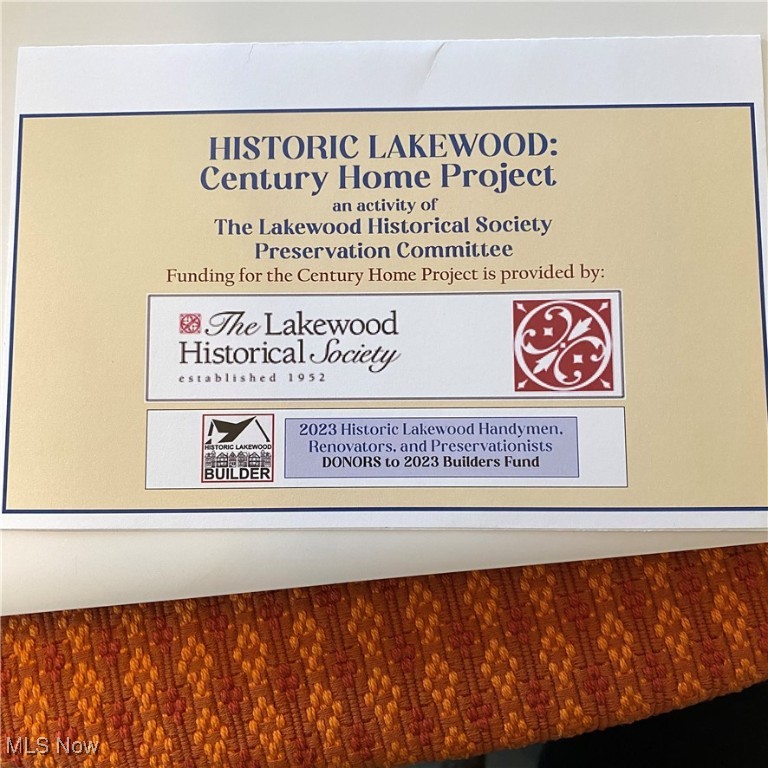 HISTORIC LAKEWOOD:
Century Home Project
an activity of
The Lakewood Historical Society
Preservation Committee
Funding for the Century Home Project is provided by:
The Lakewood
Historical Society
established 1952
HISTORIC LAKEWOOD
BUILDER
2023 Historic Lakewood Handymen,
Renovators, and Preservationists
DONORS to 2023 Builders Fund
MLS Now